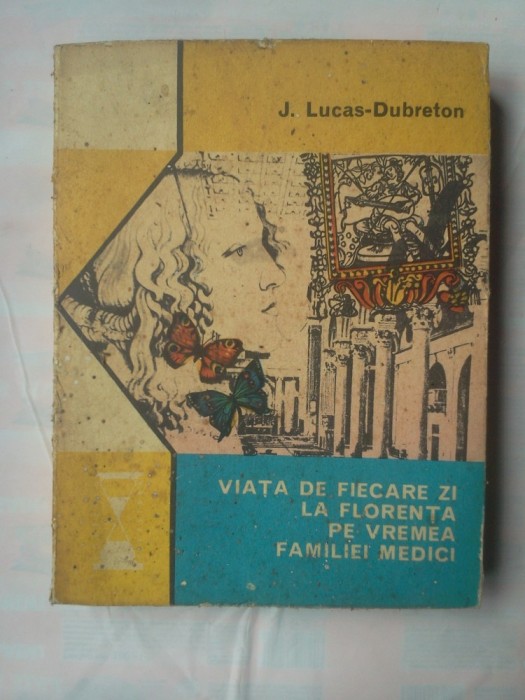 J. Lucas-Dubreton
VIAȚA DE FIECARE ZI
LA FLORENȚA
PE VREMEA
FAMILIEI MEDICI